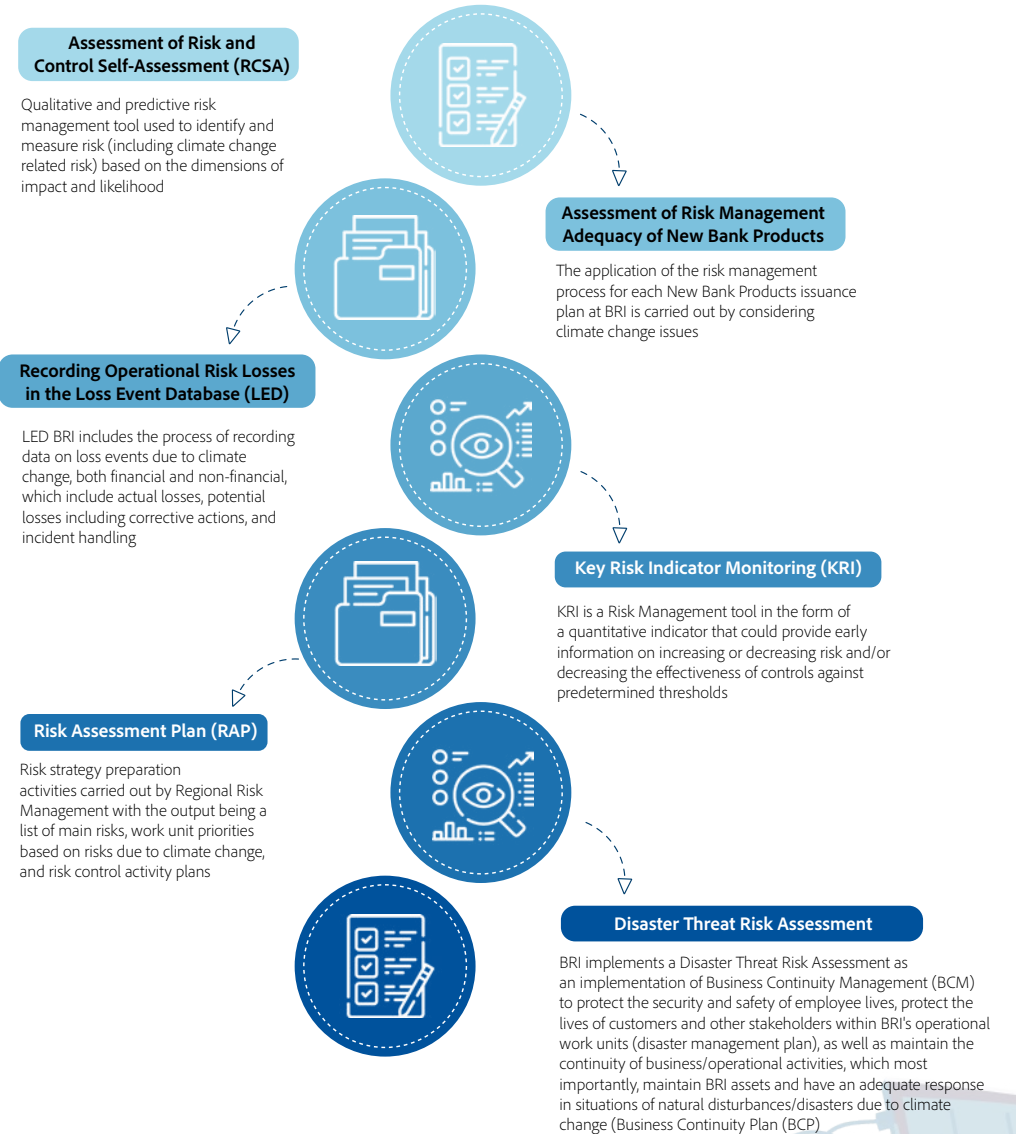 Assessment of Risk and
Control Self-Assessment (RCSA)
Qualitative and predictive risk
management tool used to identify and
measure risk (including climate change
related risk) based on the dimensions of
impact and likelihood
Assessment of Risk Management
Adequacy of New Bank Products
The application of the risk management
process for each New Bank Products issuance
plan at BRI is carried out by considering
climate change issues
Recording Operational Risk Losses
in the Loss Event Database (LED)
LED BRI includes the process of recording
data on loss events due to climate
change, both financial and non-financial,
which include actual losses, potential
losses including corrective actions, and
incident handling
Key Risk Indicator Monitoring (KRI)
KRI is a Risk Management tool in the form of
a quantitative indicator that could provide early
information on increasing or decreasing risk and/or
decreasing the effectiveness of controls against
predetermined thresholds
Risk Assessment Plan (RAP)
Risk strategy preparation
activities carried out by Regional Risk
Management with the output being a
list of main risks, work unit priorities
based on risks due to climate change,
and risk control activity plans
Disaster Threat Risk Assessment
BRI implements a Disaster Threat Risk Assessment as
an implementation of Business Continuity Management (BCM)
to protect the security and safety of employee lives, protect the
lives of customers and other stakeholders within BRI's operational
work units (disaster management plan), as well as maintain the
continuity of business/operational activities, which most
importantly, maintain BRI assets and have an adequate response
in situations of natural disturbances/disasters due to climate
change (Business Continuity Plan (BCP)